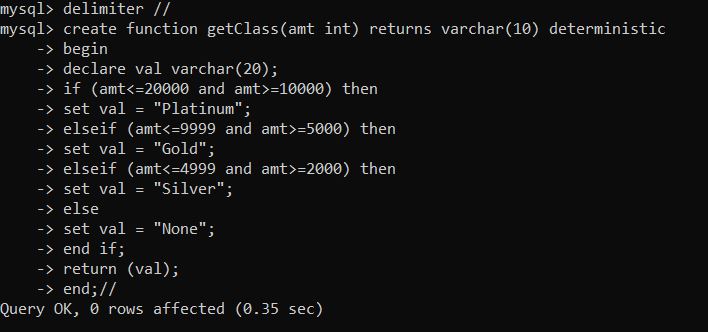 mysql> delimiter //
mysql> create function getClass(amt int) returns varchar(10) deterministic
    -> begin
    -> declare val varchar(20);
    -> if (amt<=20000 and amt>=10000) then
    -> set val = "Platinum";
    -> elseif (amt<=9999 and amt>=5000) then
    -> set val = "Gold";
    -> elseif (amt<=4999 and amt>=2000) then
    -> set val = "Silver";
    -> else
    -> set val = "None";
    -> end if;
    -> return (val);
    -> end;//
Query OK, 0 rows affected (0.35 sec)